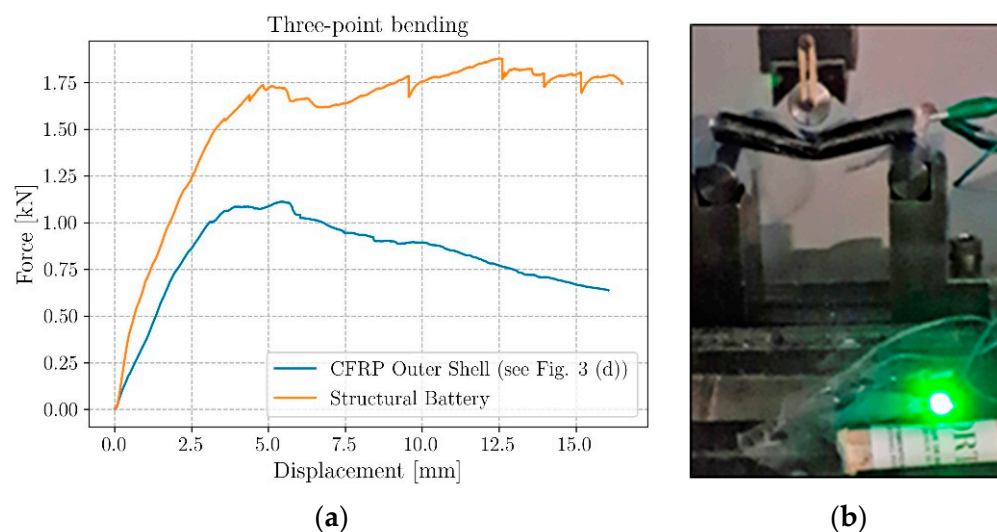 Three-point bending
Force [kN]
1.75
1.50
1.25
1.00
0.75
0.50
0.25
0.00
CFRP Outer Shell (see Fig. 3 (d))
Structural Battery
0.0 2.5 5.0 7.5 10.0 12.5 15.0
Displacement [mm]
ORT
(a)
(b)